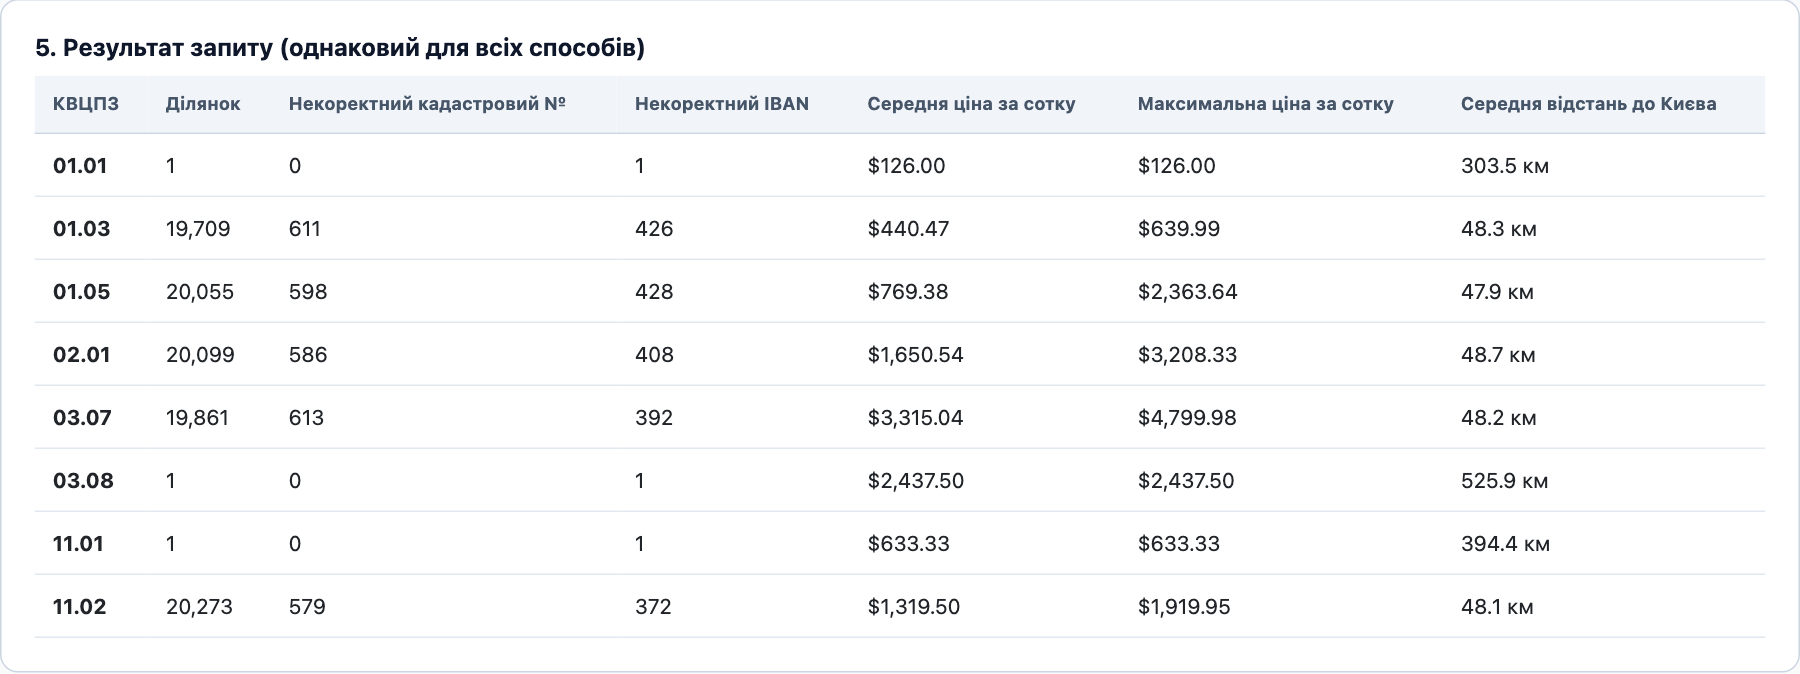 5. Результат запиту (однаковий для всіх способів)
КВЦПЗ Ділянок Некоректний кадастровий № Некоректний IBAN Середня ціна за сотку Максимальна ціна за сотку Середня відстань до Києва
01.01 1 0 1 $126.00 $126.00 303.5 км
01.03 19,709 611 426 $440.47 $639.99 48.3 км
01.05 20,055 598 428 $769.38 $2,363.64 47.9 км
02.01 20,099 586 408 $1,650.54 $3,208.33 48.7 км
03.07 19,861 613 392 $3,315.04 $4,799.98 48.2 км
03.08 1 0 1 $2,437.50 $2,437.50 525.9 км
11.01 1 0 1 $633.33 $633.33 394.4 км
11.02 20,273 579 372 $1,319.50 $1,919.95 48.1 км